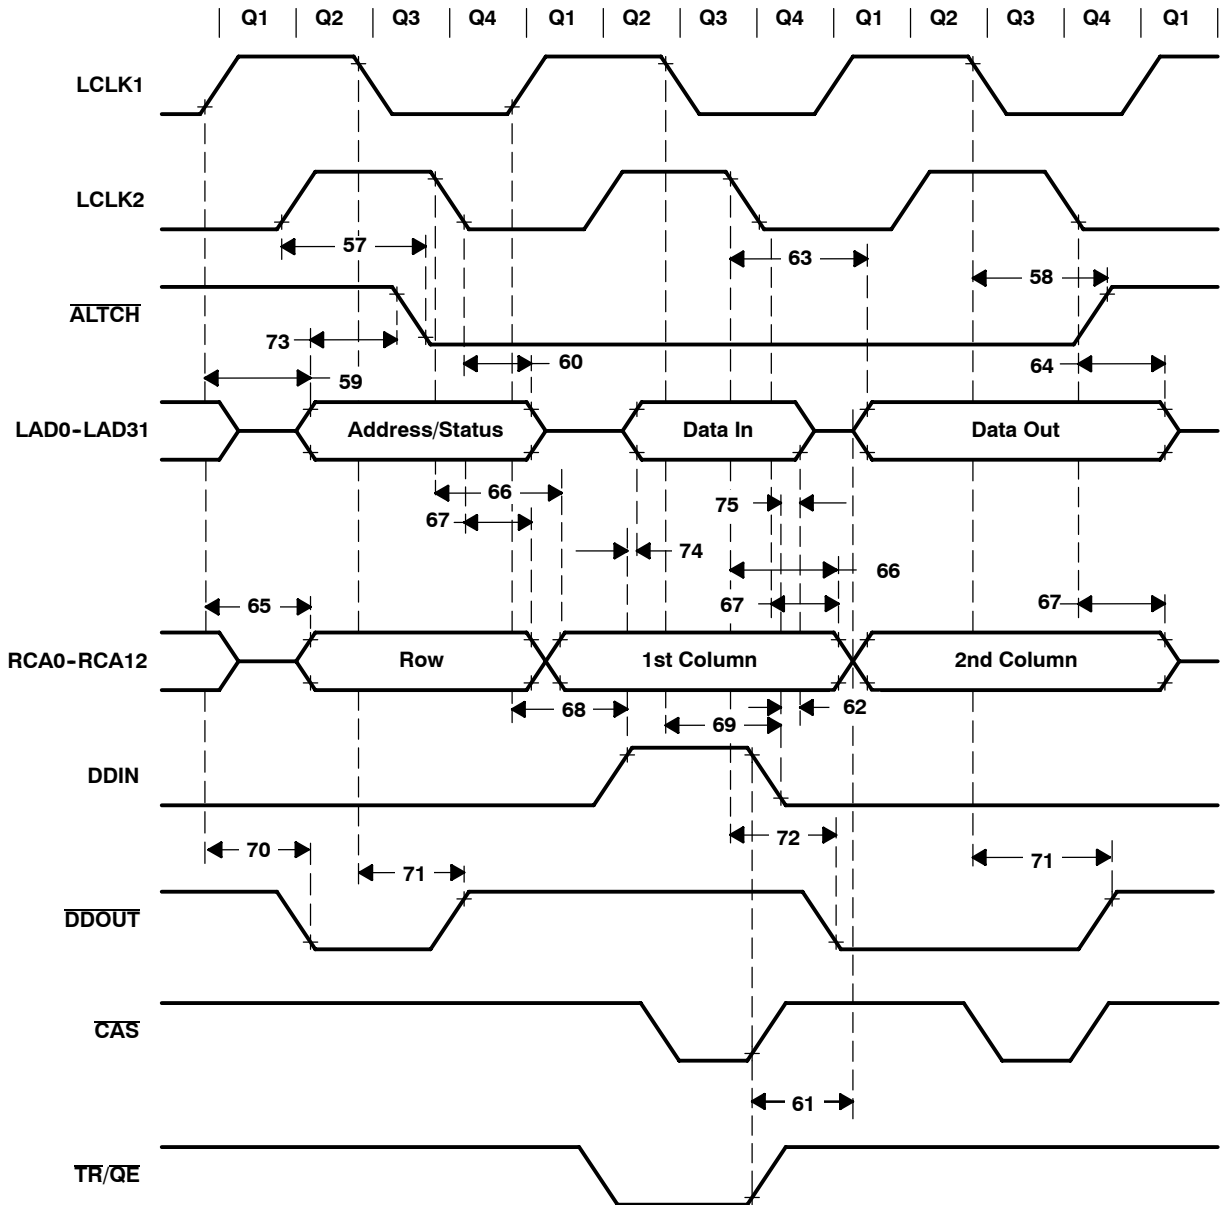 Q1 Q2 Q3 Q4 Q1 Q2 Q3 Q4 Q1 Q2 Q3 Q4 Q1
LCLK1
LCLK2
57
63
58
ALTCH
73
60
64
59
LAD0-LAD31 Address/Status Data In Data Out
66
75
67
74
66
65
67
67
RCA0-RCA12 Row 1st Column 2nd Column
68
62
69
DDIN
72
70
71
71
DDOUT
CAS
61
TR/QE